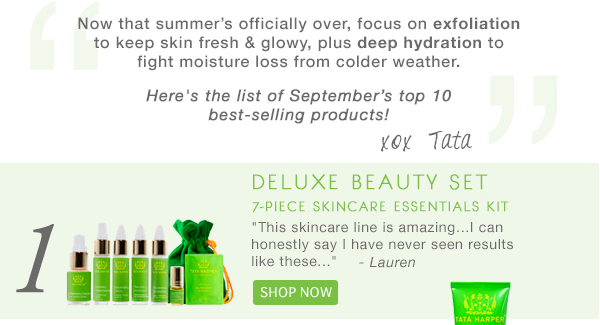 Now that summer's officially over, focus on exfoliation
to keep skin fresh & glowy, plus deep hydration to
fight moisture loss from colder weather.
Here's the list of September's top 10
best-selling products!
xox Tata
1
DELUXE BEAUTY SET
7-PIECE SKINCARE ESSENTIALS KIT
"This skincare line is amazing...I can
honestly say I have never seen results
like these..." - Lauren
SHOP NOW
TATA HARPER
TATA HARPER